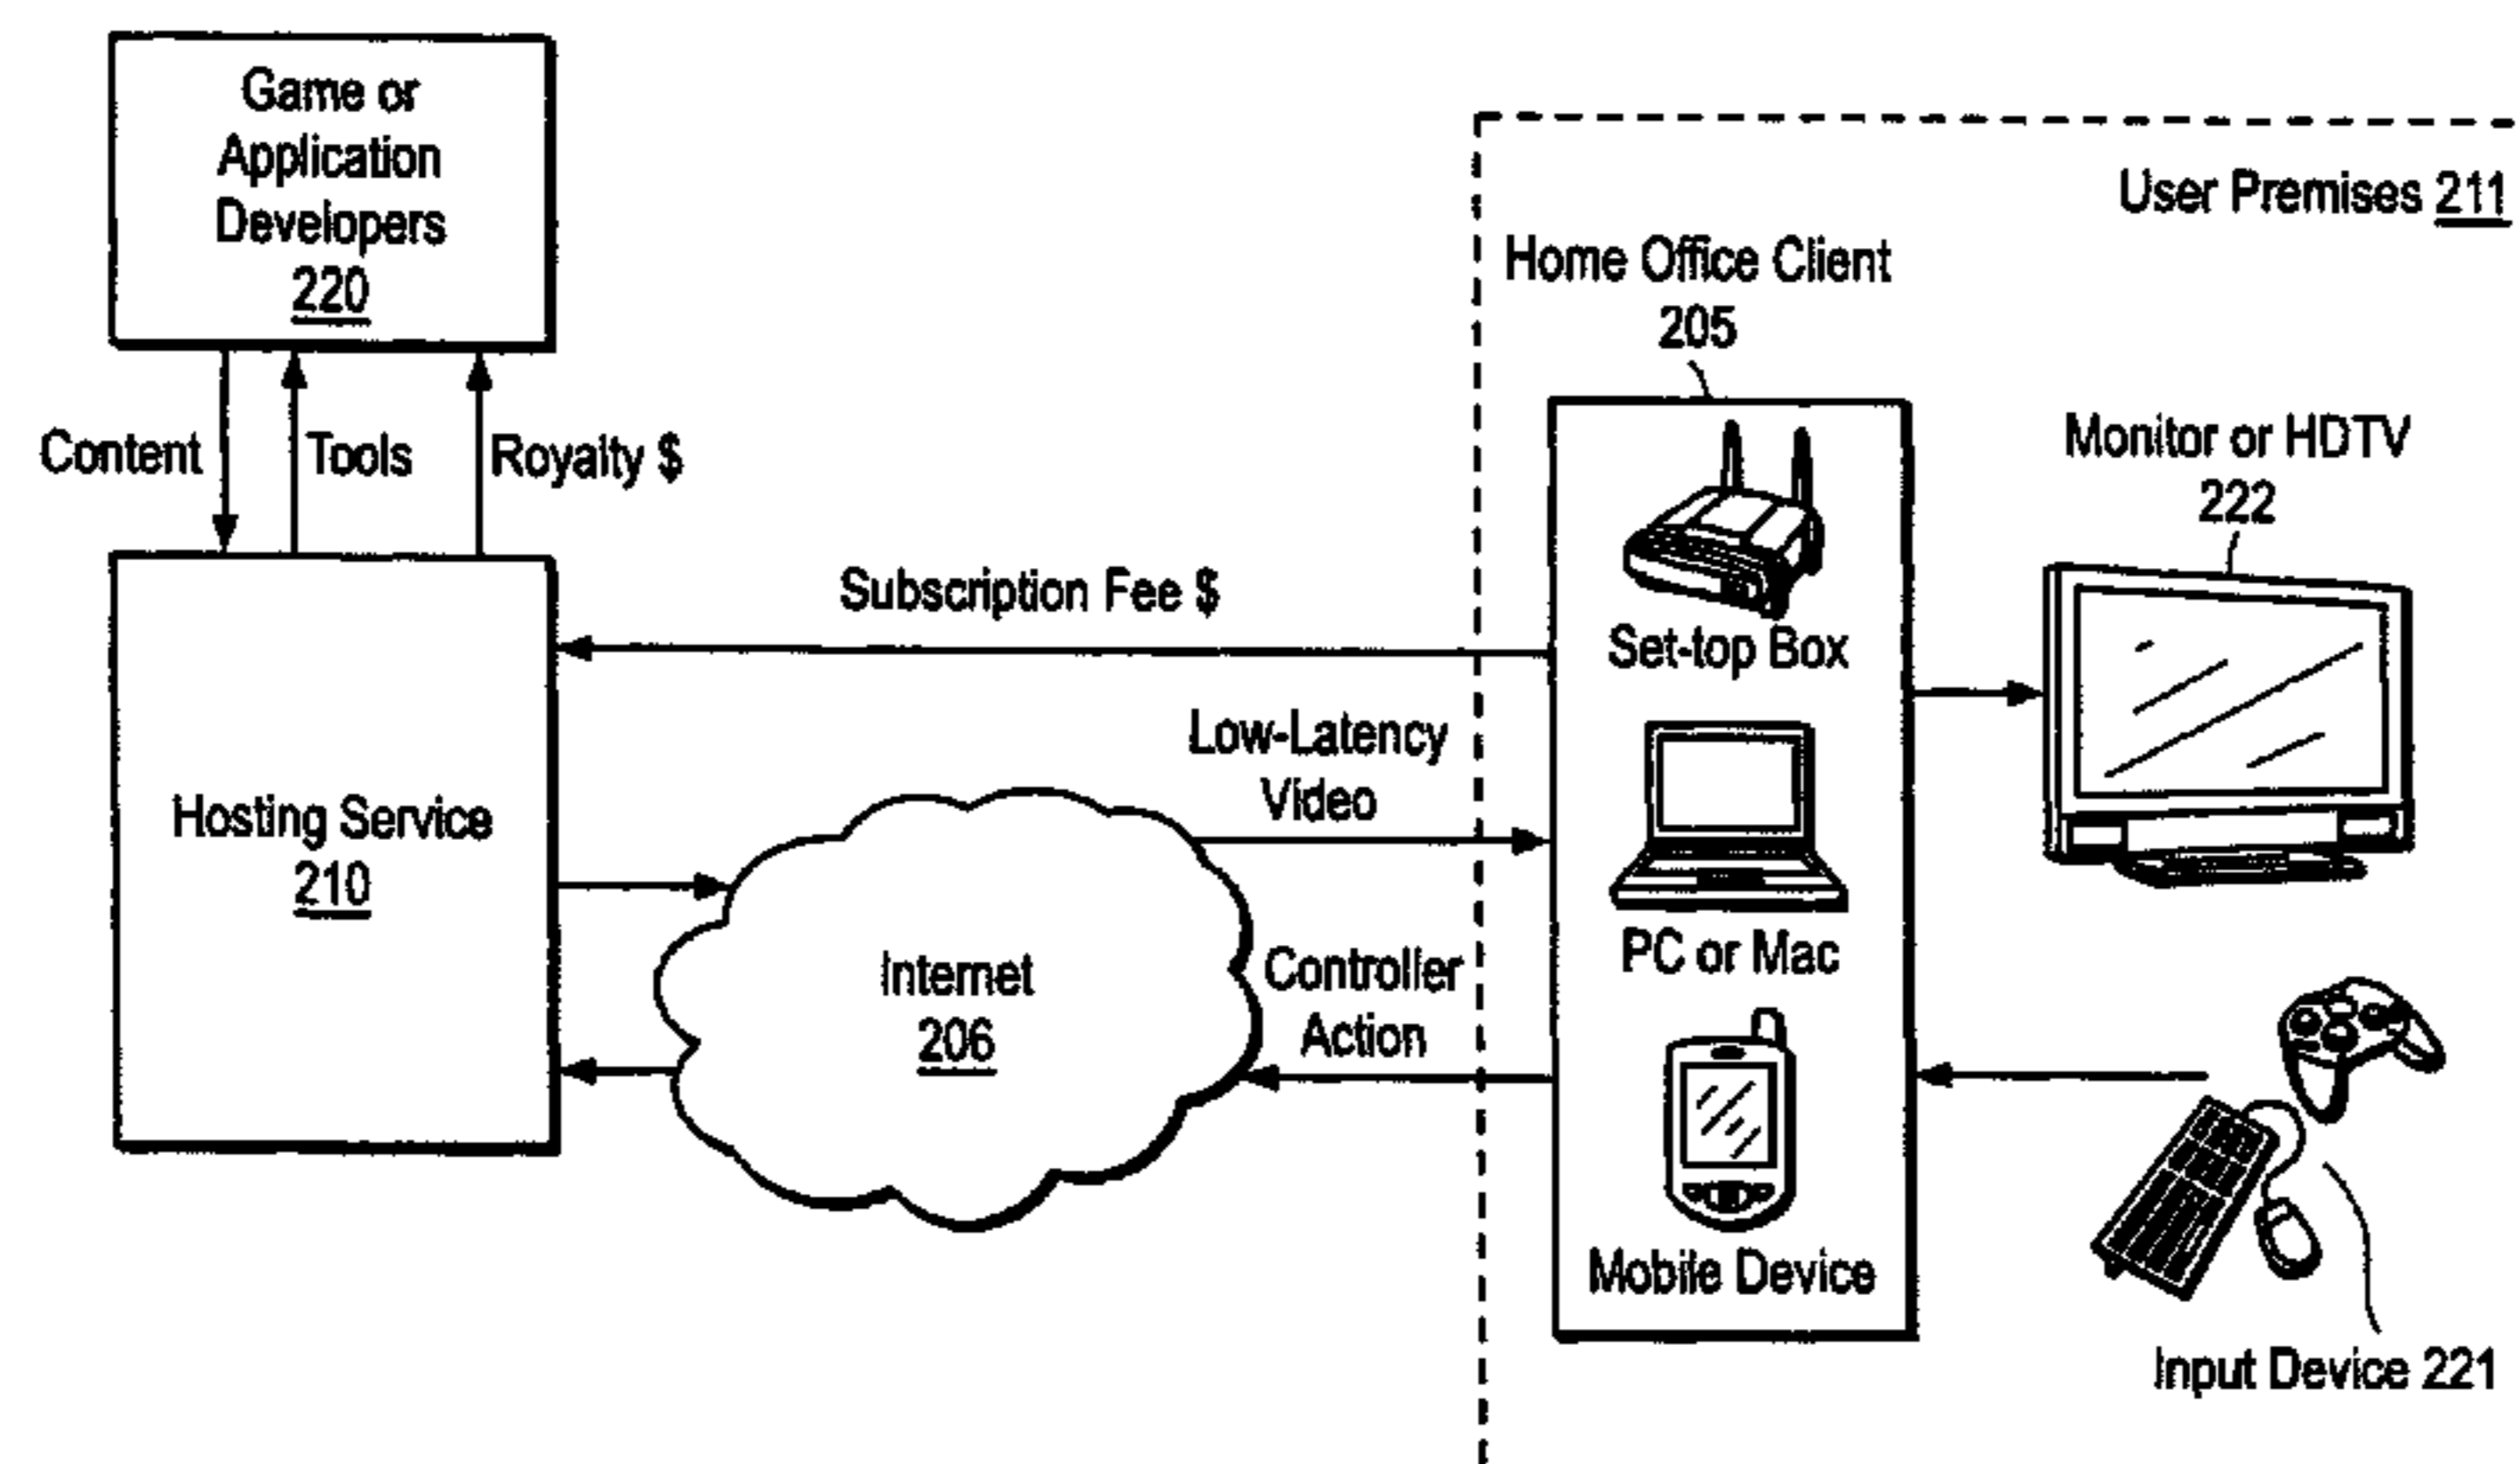 Game or
Application
Developers
220
Content
Tools
Royalty $
Hosting Service
210
Subscription Fee $
Low-Latency
Video
Internet
206
Controller
Action
User Premises 211
Home Office Client
205
Set-top Box
PC or Mac
Mobile Device
Monitor or HDTV
222
Input Device 221